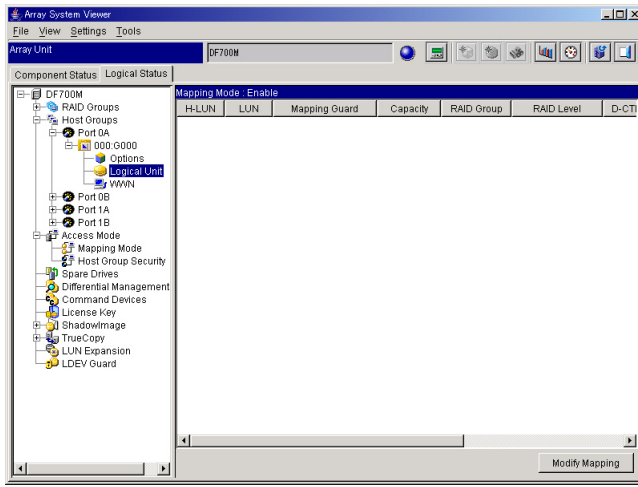 Array System Viewer
File View Settings Tools
Array Unit DF700M
Component Status Logical Status
DF700M
RAID Groups
Host Groups
Port 0A
000:G000
Options
Logical Unit
WWN
Port 0B
Port 1A
Port 1B
Access Mode
Mapping Mode
Host Group Security
Spare Drives
Differential Management
Command Devices
License Key
ShadowImage
TrueCopy
LUN Expansion
LDEV Guard
Mapping Mode : Enable
H-LUN LUN Mapping Guard Capacity RAID Group RAID Level D-CTL
Modify Mapping